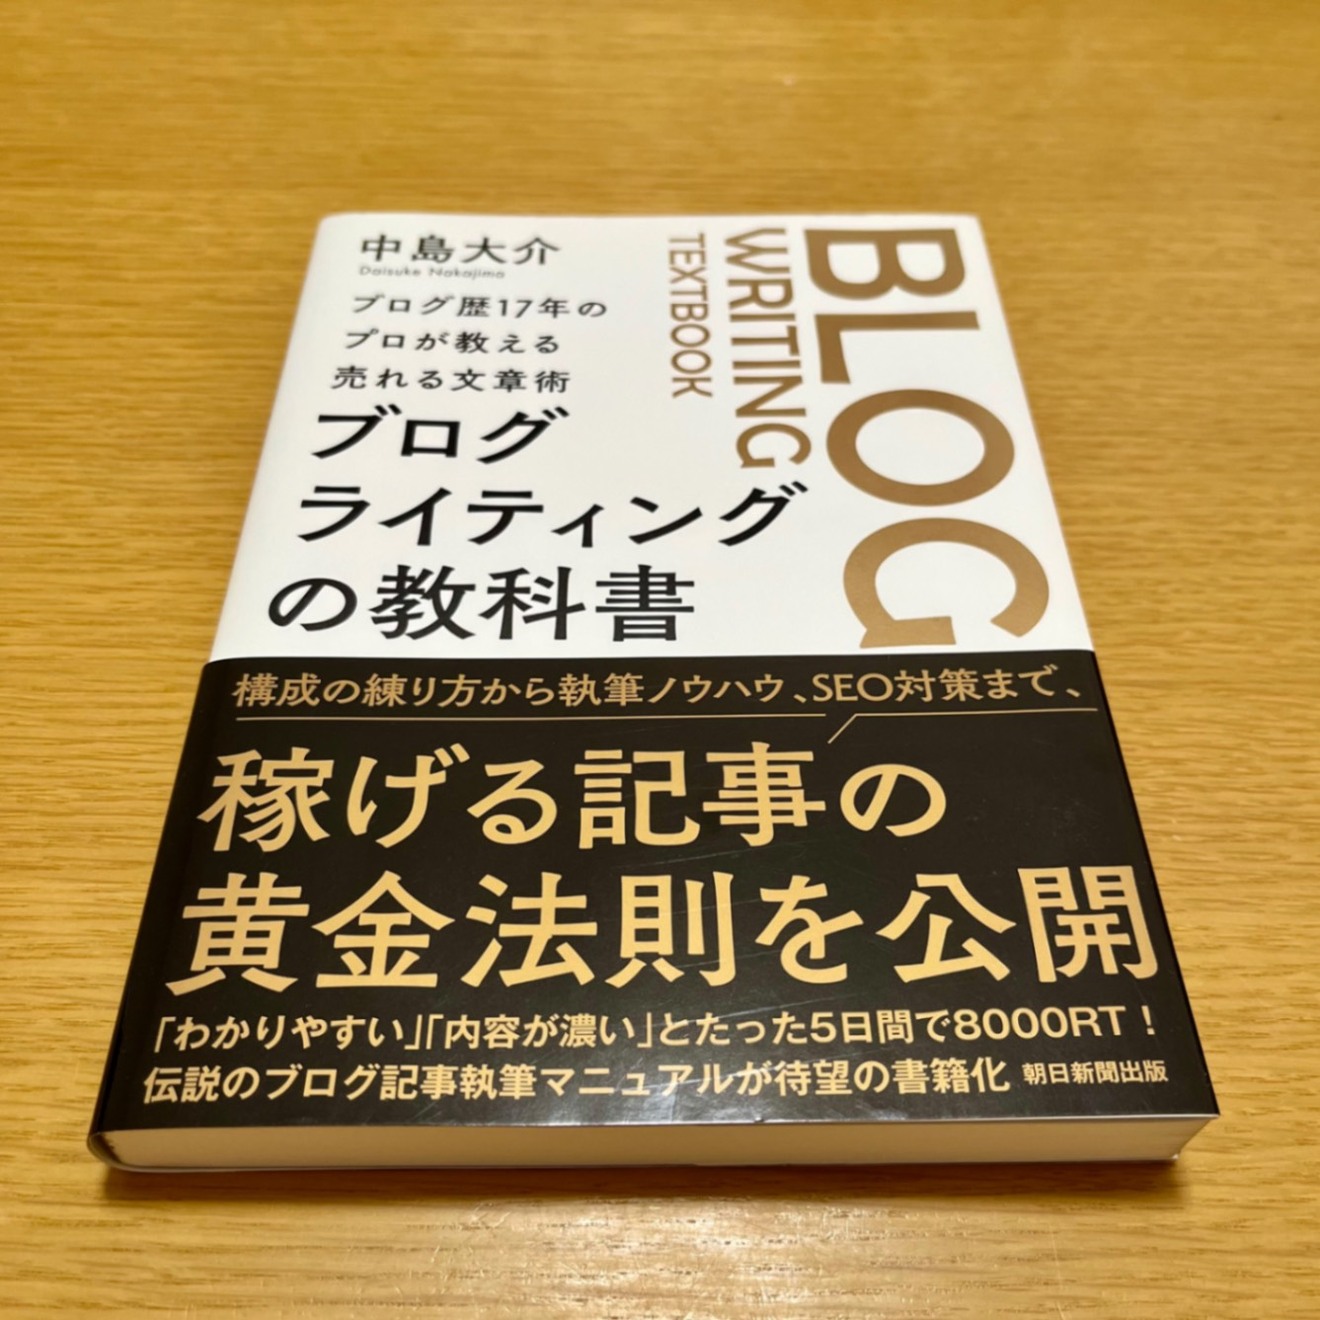 中島大介
Daisuke Nakajima
ブログ歴17年の
プロが教える
売れる文章術
ブログ
ライティング
の教科書
BLOG
WRITING
TEXTBOOK
構成の練り方から執筆ノウハウ、SEO対策まで、
稼げる記事の
黄金法則を公開
「わかりやすい」「内容が濃い」とたった5日間で8000RT！
伝説のブログ記事執筆マニュアルが待望の書籍化 朝日新聞出版